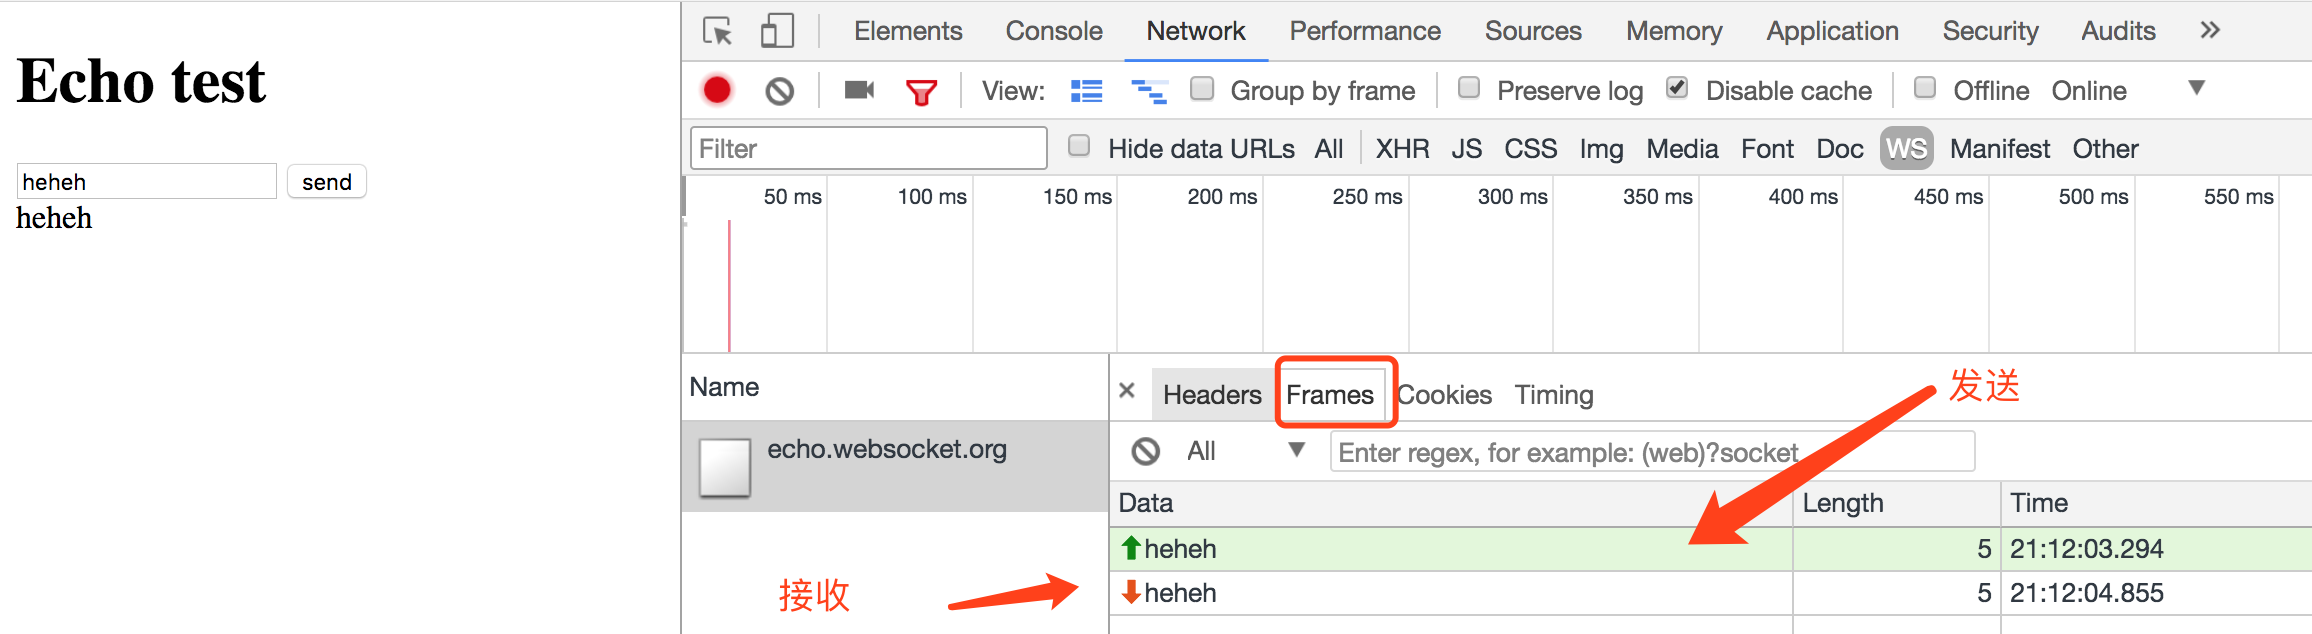 Echo test
heheh
send
heheh
Elements Console Network Performance Sources Memory Application Security Audits »
View: Group by frame Preserve log Disable cache Offline Online
Filter Hide data URLs All XHR JS CSS Img Media Font Doc WS Manifest Other
50 ms 100 ms 150 ms 200 ms 250 ms 300 ms 350 ms 400 ms 450 ms 500 ms 550 ms
Name
echo.websocket.org
× Headers Frames Cookies Timing
发送
All Enter regex, for example: (web)?socket
Data Length Time
heheh 5 21:12:03.294
接收
heheh 5 21:12:04.855